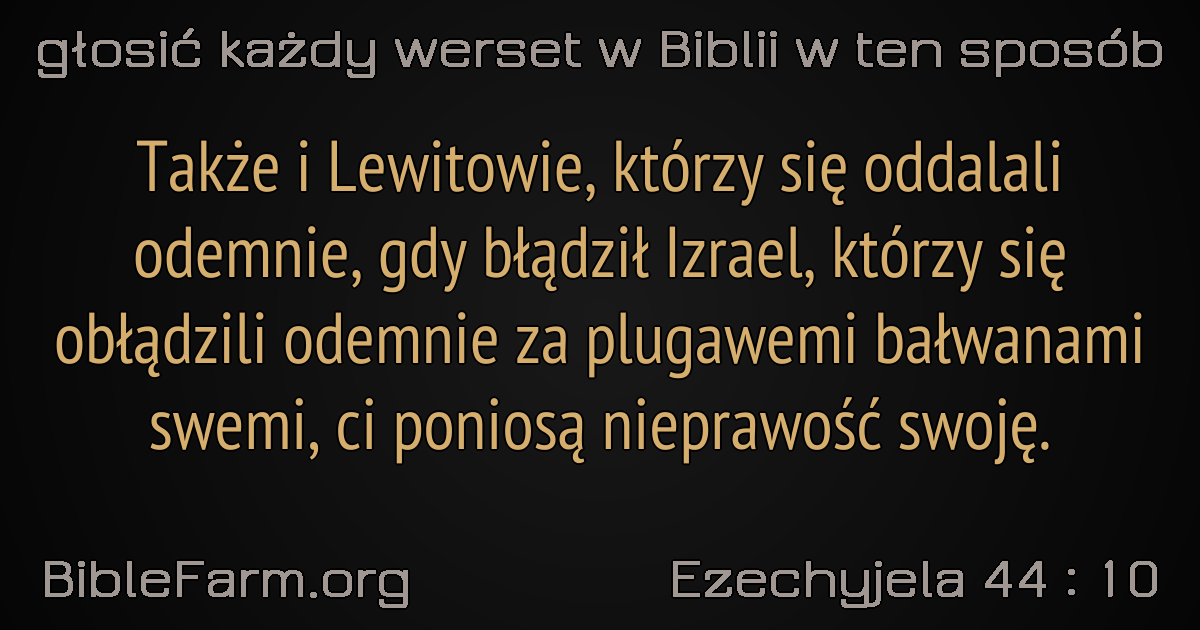 głosić każdy werset w Biblii w ten sposób
Także i Lewitowie, którzy się oddalali
odemnie, gdy błądził Izrael, którzy się
obłądzili odemnie za plugawemi bałwanami
swemi, ci poniosą nieprawość swoję.
BibleFarm.org
Ezechyjela 44 : 10